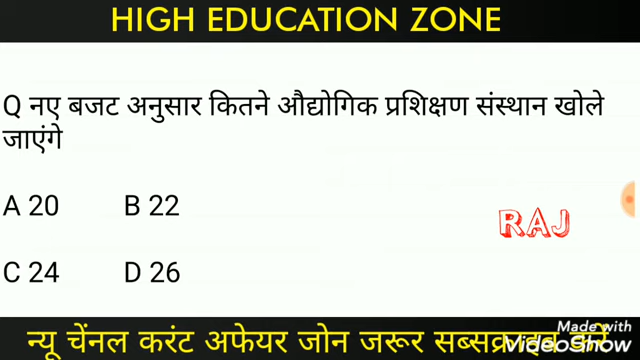 HIGH EDUCATION ZONE
Q नए बजट अनुसार कितने औद्योगिक प्रशिक्षण संस्थान खोले
जाएंगे
A 20 B 22
RAJ
C 24 D 26
Made with
VideoShow
न्यू चेंनल करंट अफेयर जोन जरूर